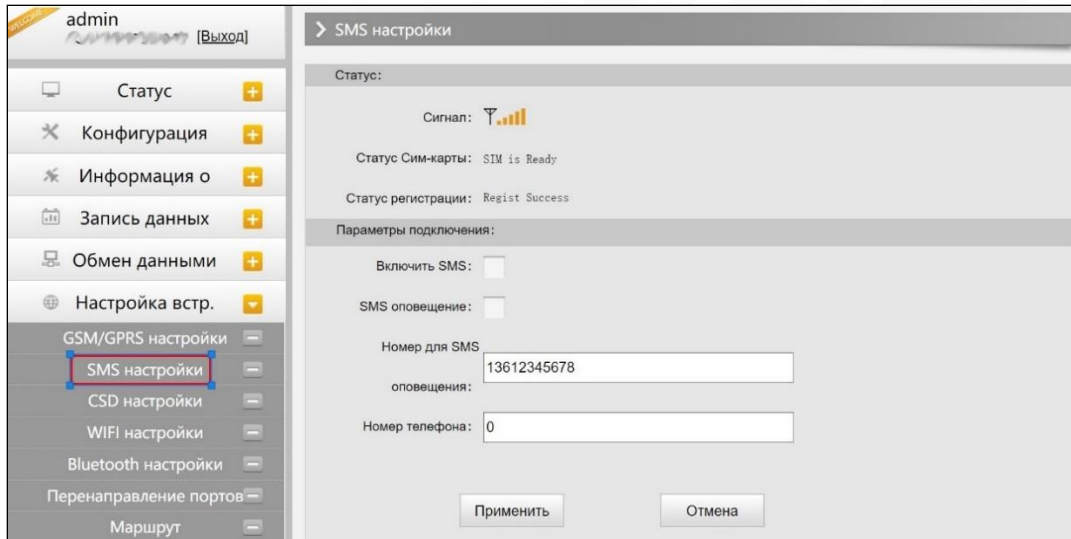 WELCOME
admin
[Выход]
Статус
Конфигурация
Информация о
Запись данных
Обмен данными
Настройка встр.
GSM/GPRS настройки
SMS настройки
CSD настройки
WIFI настройки
Bluetooth настройки
Перенаправление портов
Маршрут
SMS настройки
Статус:
Сигнал:
Статус Сим-карты: SIM is Ready
Статус регистрации: Regist Success
Параметры подключения:
Включить SMS:
SMS оповещение:
Номер для SMS
оповещения: 13612345678
Номер телефона: 0
Применить Отмена